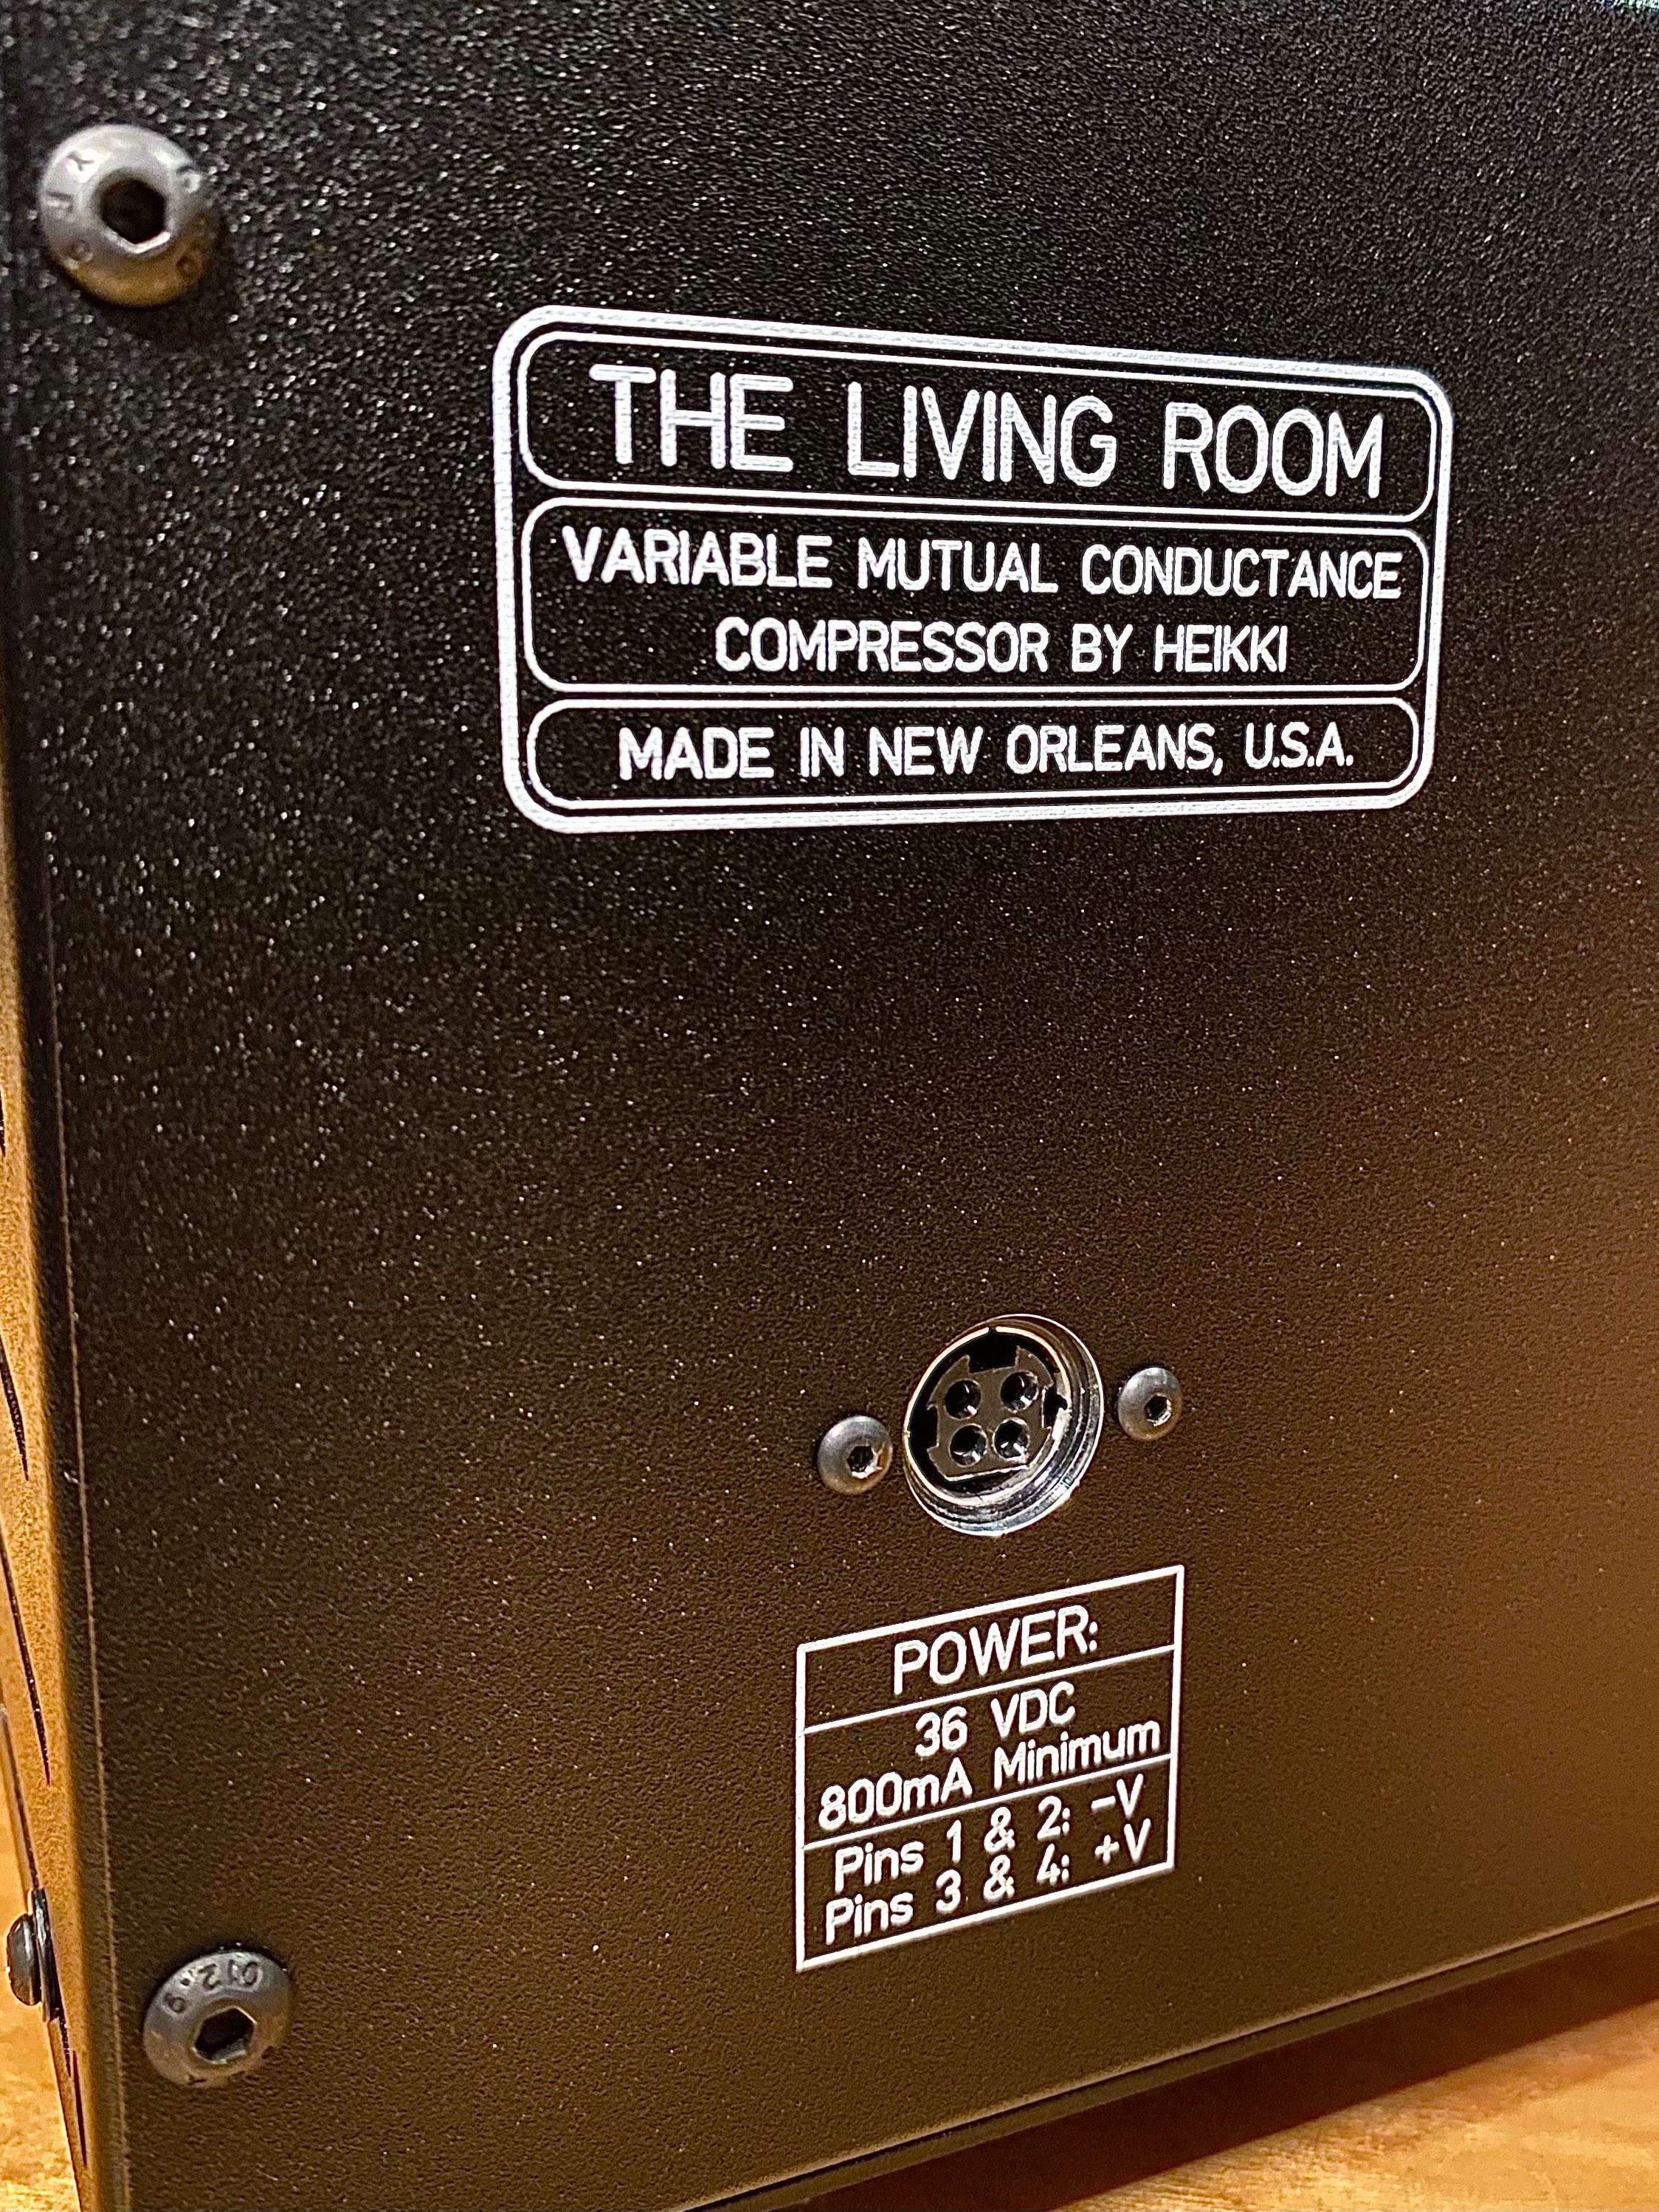 THE LIVING ROOM
VARIABLE MUTUAL CONDUCTANCE
COMPRESSOR BY HEIKKI
MADE IN NEW ORLEANS, U.S.A.
POWER:
36 VDC
800mA Minimum
Pins 1 & 2: -V
Pins 3 & 4: +V